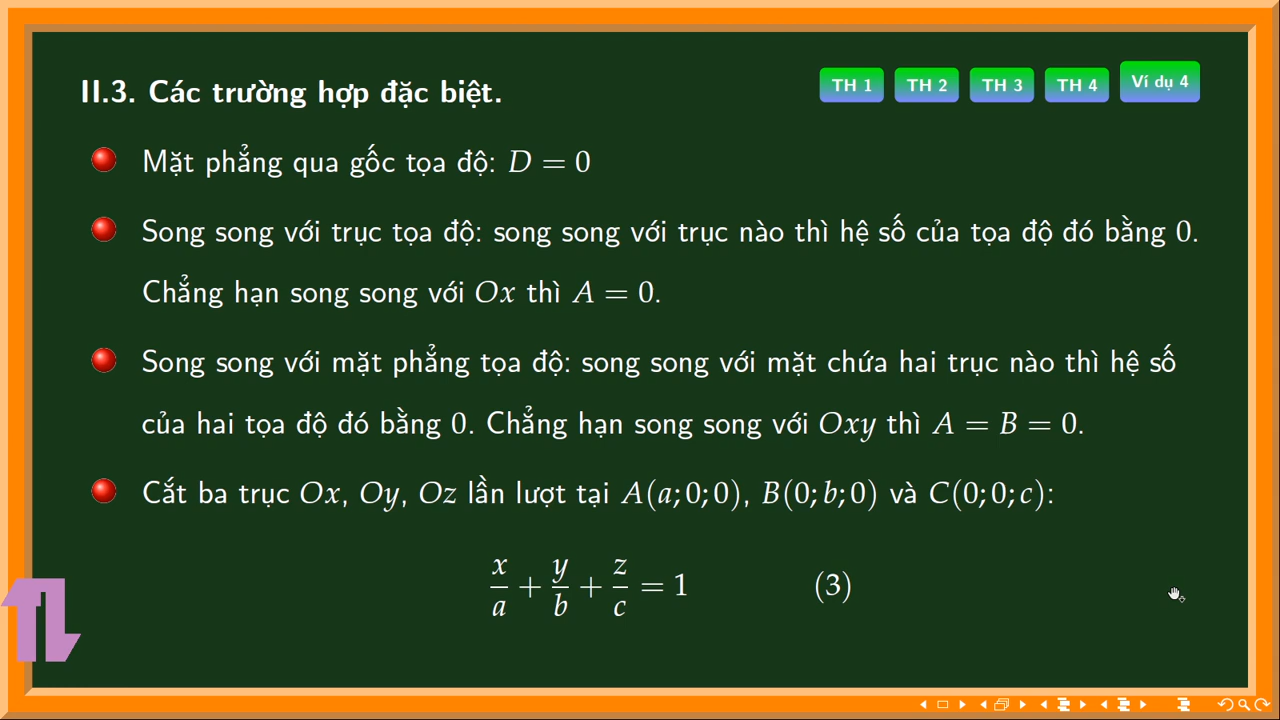 II.3. Các trường hợp đặc biệt.
TH 1 TH 2 TH 3 TH 4 Ví dụ 4
Mặt phẳng qua gốc tọa độ: D = 0
Song song với trục tọa độ: song song với trục nào thì hệ số của tọa độ đó bằng 0.
Chẳng hạn song song với Ox thì A = 0.
Song song với mặt phẳng tọa độ: song song với mặt chứa hai trục nào thì hệ số
của hai tọa độ đó bằng 0. Chẳng hạn song song với Oxy thì A = B = 0.
Cắt ba trục Ox, Oy, Oz lần lượt tại A(a; 0; 0), B(0; b; 0) và C(0; 0; c):
x/a + y/b + z/c = 1 (3)